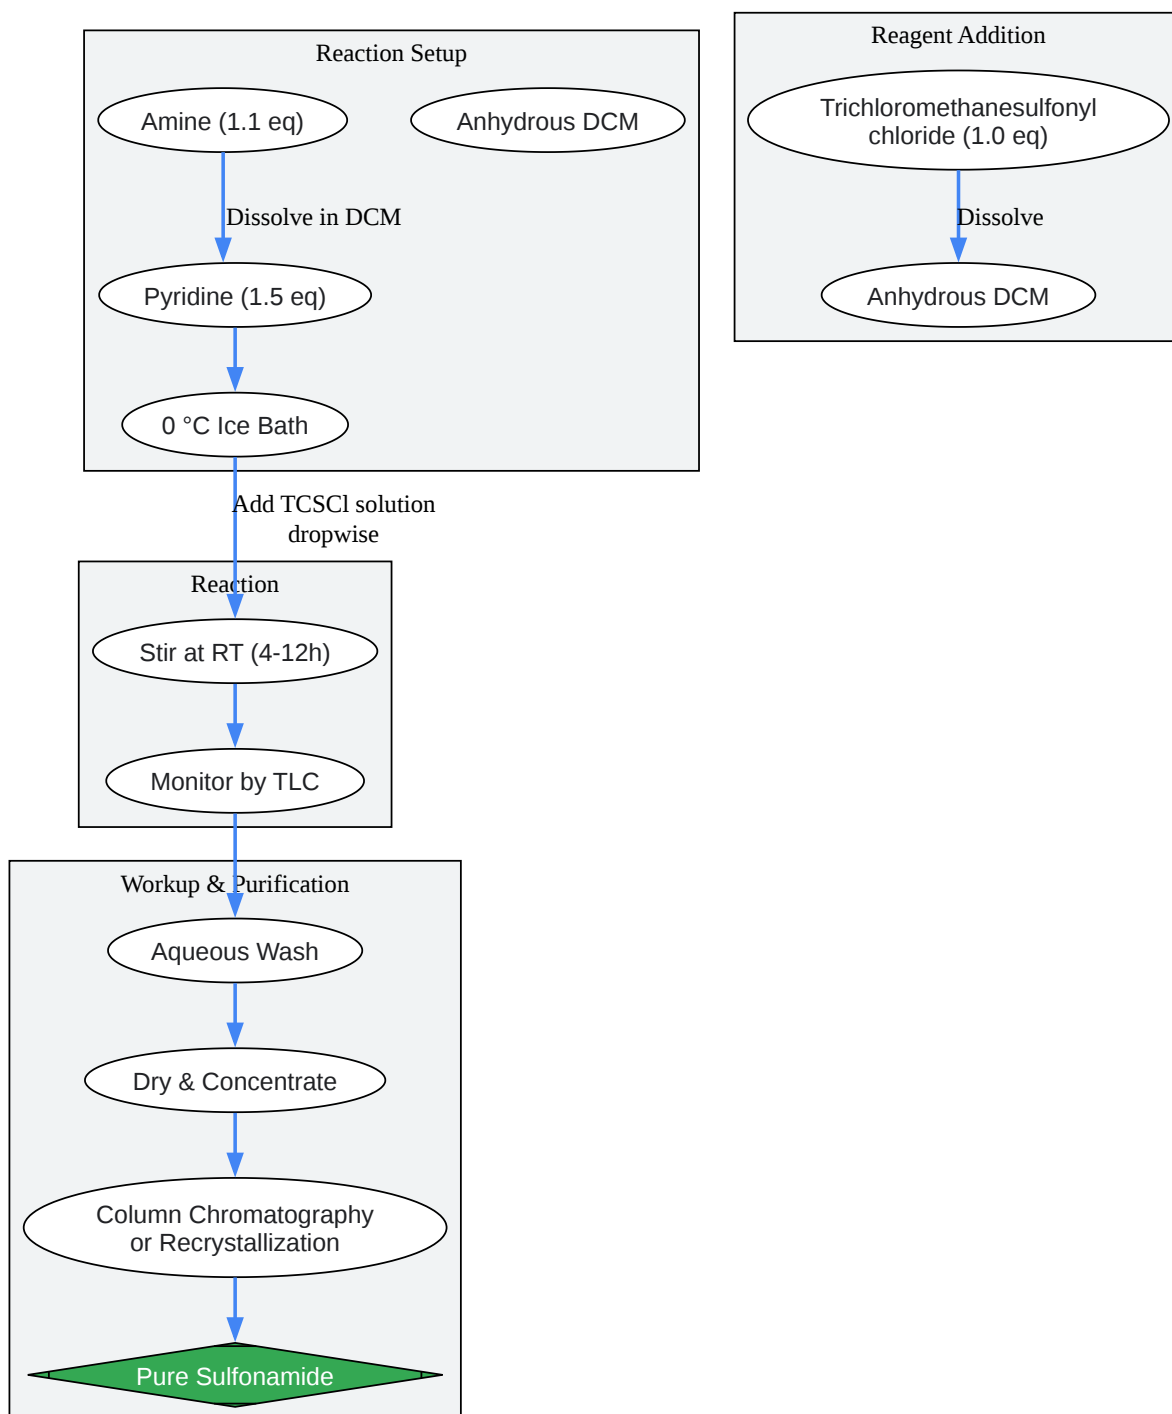 Reaction Setup
Amine (1.1 eq)
Anhydrous DCM
Dissolve in DCM
Pyridine (1.5 eq)
0 °C Ice Bath
Reagent Addition
Trichloromethanesulfonyl
chloride (1.0 eq)
Dissolve
Anhydrous DCM
Add TCSCl solution
dropwise
Reaction
Stir at RT (4-12h)
Monitor by TLC
Workup & Purification
Aqueous Wash
Dry & Concentrate
Column Chromatography
or Recrystallization
Pure Sulfonamide